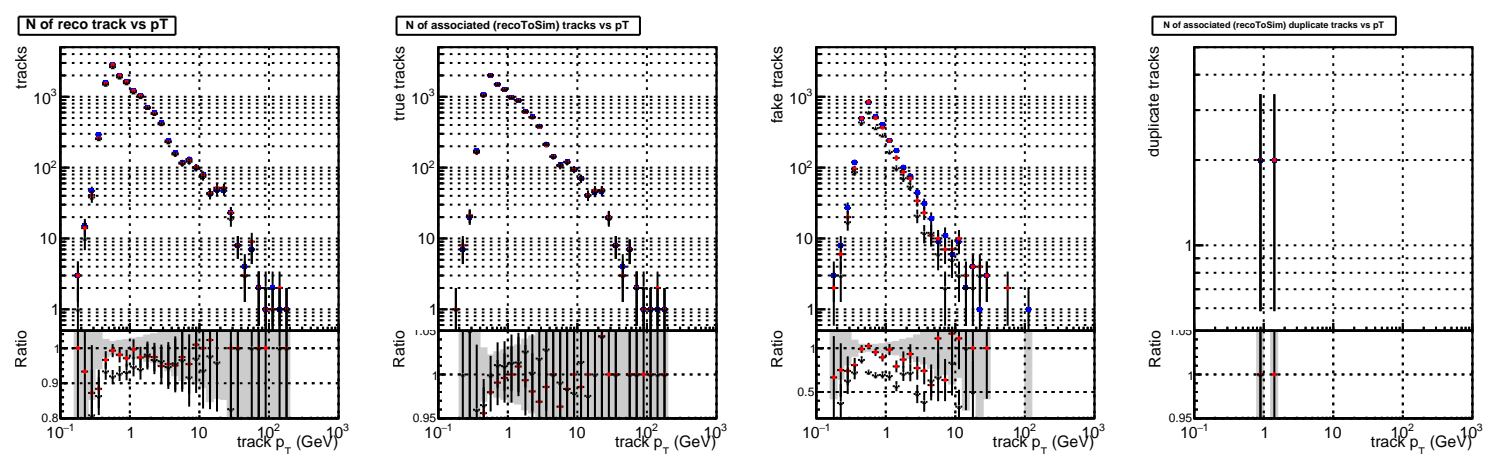 N of reco track vs pT
tracks
10³
10²
10
1
Ratio
1
0.9
0.8
10⁻¹ 1 10 10² 10³
track p_T (GeV)
N of associated (recoToSim) tracks vs pT
true tracks
10³
10²
10
1
Ratio
1.05
1
0.95
10⁻¹ 1 10 10² 10³
track p_T (GeV)
fake tracks
10³
10²
10
1
Ratio
1
0.5
10⁻¹ 1 10 10² 10³
track p_T (GeV)
N of associated (recoToSim) duplicate tracks vs pT
duplicate tracks
1
Ratio
1.05
1
0.95
10⁻¹ 1 10 10² 10³
track p_T (GeV)